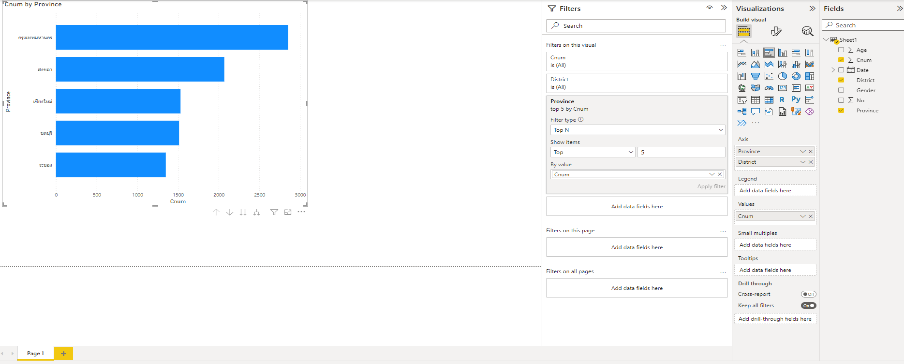 Cnum by Province
Province
0
500
1000
1500
2000
2500
3000
Cnum
Page 1
+
Filters
Search
Filters on this visual
...
Cnum
is (All)
District
is (All)
Province
top 5 by Cnum
Filter type
Top N
Show items
Top
5
By value
Cnum
Apply filter
Add data fields here
Filters on this page
...
Add data fields here
Filters on all pages
...
Add data fields here
Visualizations
Build visual
R
Py
...
Axis
Province
District
Legend
Add data fields here
Values
Cnum
Small multiples
Add data fields here
Tooltips
Add data fields here
Drill through
Cross-report
Off
Keep all filters
On
Add drill-through fields here
Fields
Search
Sheet1
Age
Cnum
Date
District
Gender
No
Province